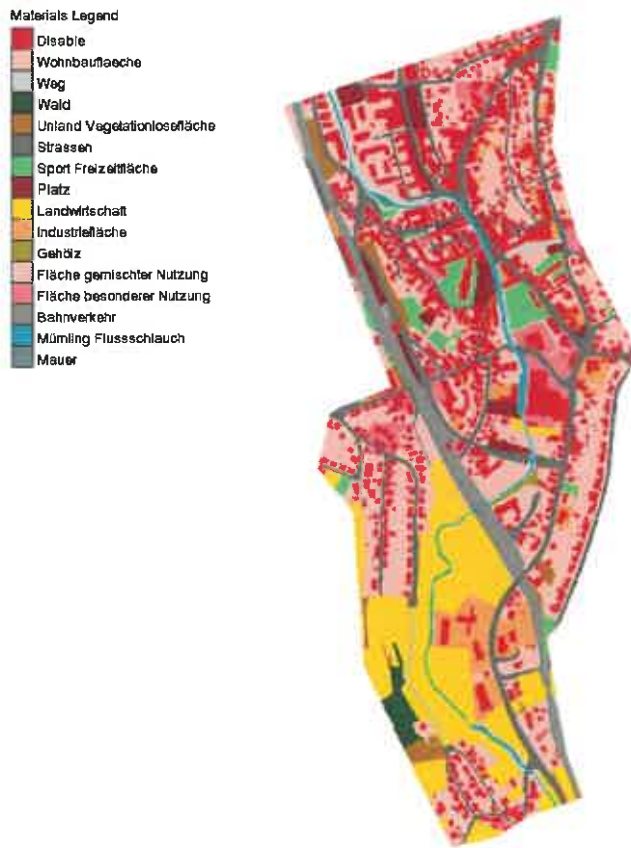 Materials Legend
Disable
Wohnbauflaeche
Weg
Wald
Unland Vegetationlosefläche
Strassen
Sport Freizeitfläche
Platz
Landwirtschaft
Industriefläche
Gehölz
Fläche gemischter Nutzung
Fläche besonderer Nutzung
Bahnverkehr
Mümling Flussschlauch
Mauer